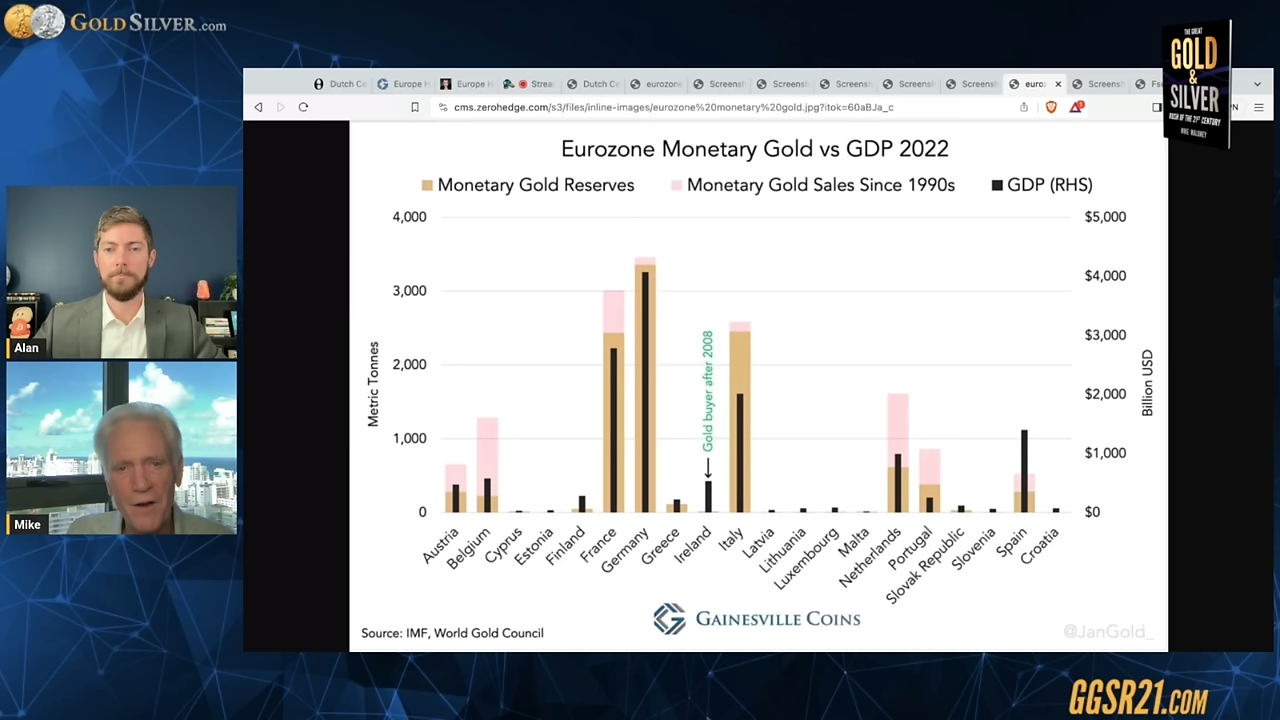 GOLDSILVER.com
THE GREAT
GOLD
&
SILVER
RUSH OF THE 21ST CENTURY
MIKE MALONEY
Dutch Ce
Europe H
Europe H
Strea
Dutch Ce
eurozone
Screensh
Screensh
Screensh
Screensh
Screensh
euroz
Screensh
Fse
cms.zerohedge.com/s3/files/inline-images/eurozone%20monetary%20gold.jpg?itok=60aBJa_c
Eurozone Monetary Gold vs GDP 2022
Monetary Gold Reserves
Monetary Gold Sales Since 1990s
GDP (RHS)
4,000
3,000
2,000
1,000
0
Metric Tonnes
$5,000
$4,000
$3,000
$2,000
$1,000
$0
Billion USD
Gold buyer after 2008
Austria
Belgium
Cyprus
Estonia
Finland
France
Germany
Greece
Ireland
Italy
Latvia
Lithuania
Luxembourg
Malta
Netherlands
Portugal
Slovak Republic
Slovenia
Spain
Croatia
GAINESVILLE COINS
Source: IMF, World Gold Council
@JanGold_
Alan
Mike
GGSR21.COM